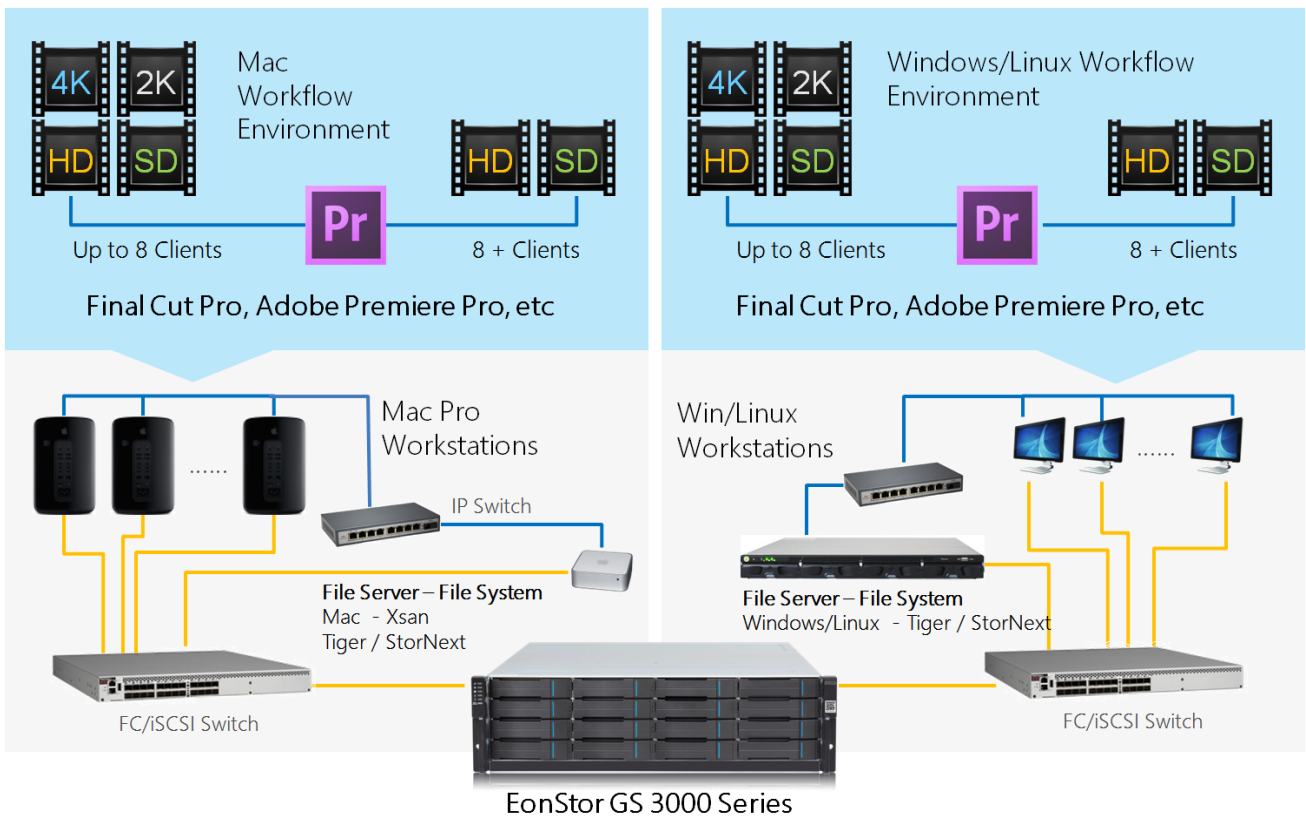 4K
2K
HD
SD
Mac
Workflow
Environment
HD
SD
Pr
Up to 8 Clients
8 + Clients
Final Cut Pro, Adobe Premiere Pro, etc
4K
2K
HD
SD
Windows/Linux Workflow
Environment
HD
SD
Pr
Up to 8 Clients
8 + Clients
Final Cut Pro, Adobe Premiere Pro, etc
Mac Pro
Workstations
......
IP Switch
File Server – File System
Mac - Xsan
Tiger / StorNext
FC/iSCSI Switch
Win/Linux
Workstations
......
File Server – File System
Windows/Linux - Tiger / StorNext
FC/iSCSI Switch
EonStor GS 3000 Series